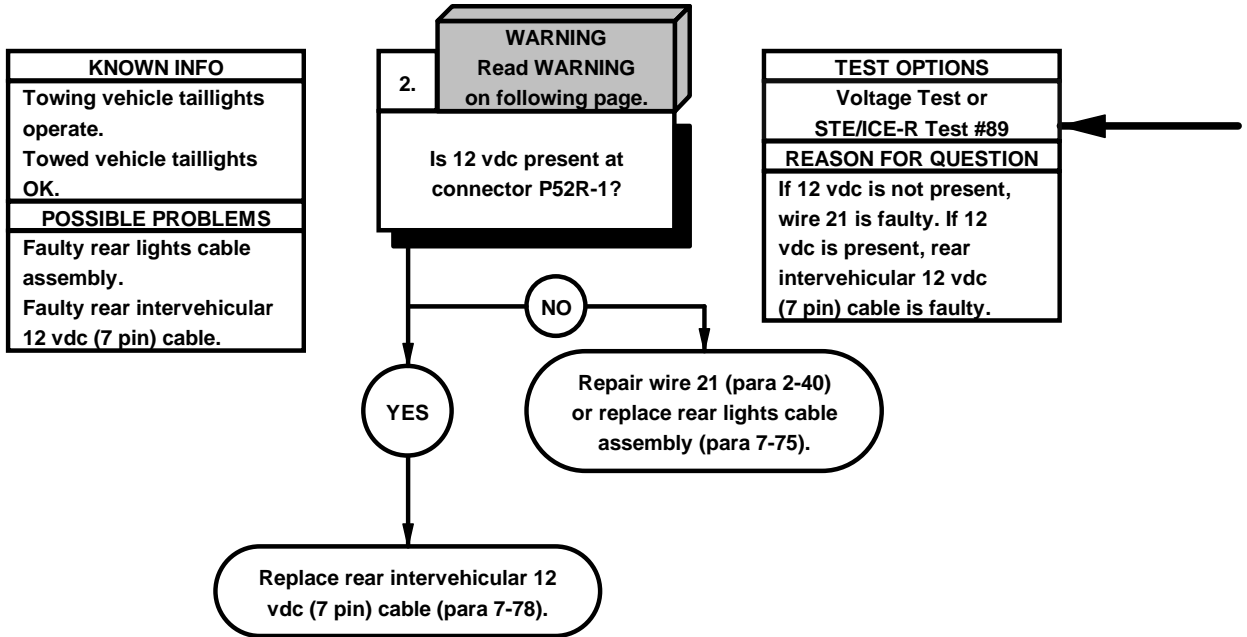 KNOWN INFO
Towing vehicle taillights
operate.
Towed vehicle taillights
OK.
POSSIBLE PROBLEMS
Faulty rear lights cable
assembly.
Faulty rear intervehicular
12 vdc (7 pin) cable.
WARNING
Read WARNING
on following page.
2.
Is 12 vdc present at
connector P52R-1?
TEST OPTIONS
Voltage Test or
STE/ICE-R Test #89
REASON FOR QUESTION
If 12 vdc is not present,
wire 21 is faulty. If 12
vdc is present, rear
intervehicular 12 vdc
(7 pin) cable is faulty.
NO
YES
Repair wire 21 (para 2-40)
or replace rear lights cable
assembly (para 7-75).
Replace rear intervehicular 12
vdc (7 pin) cable (para 7-78).